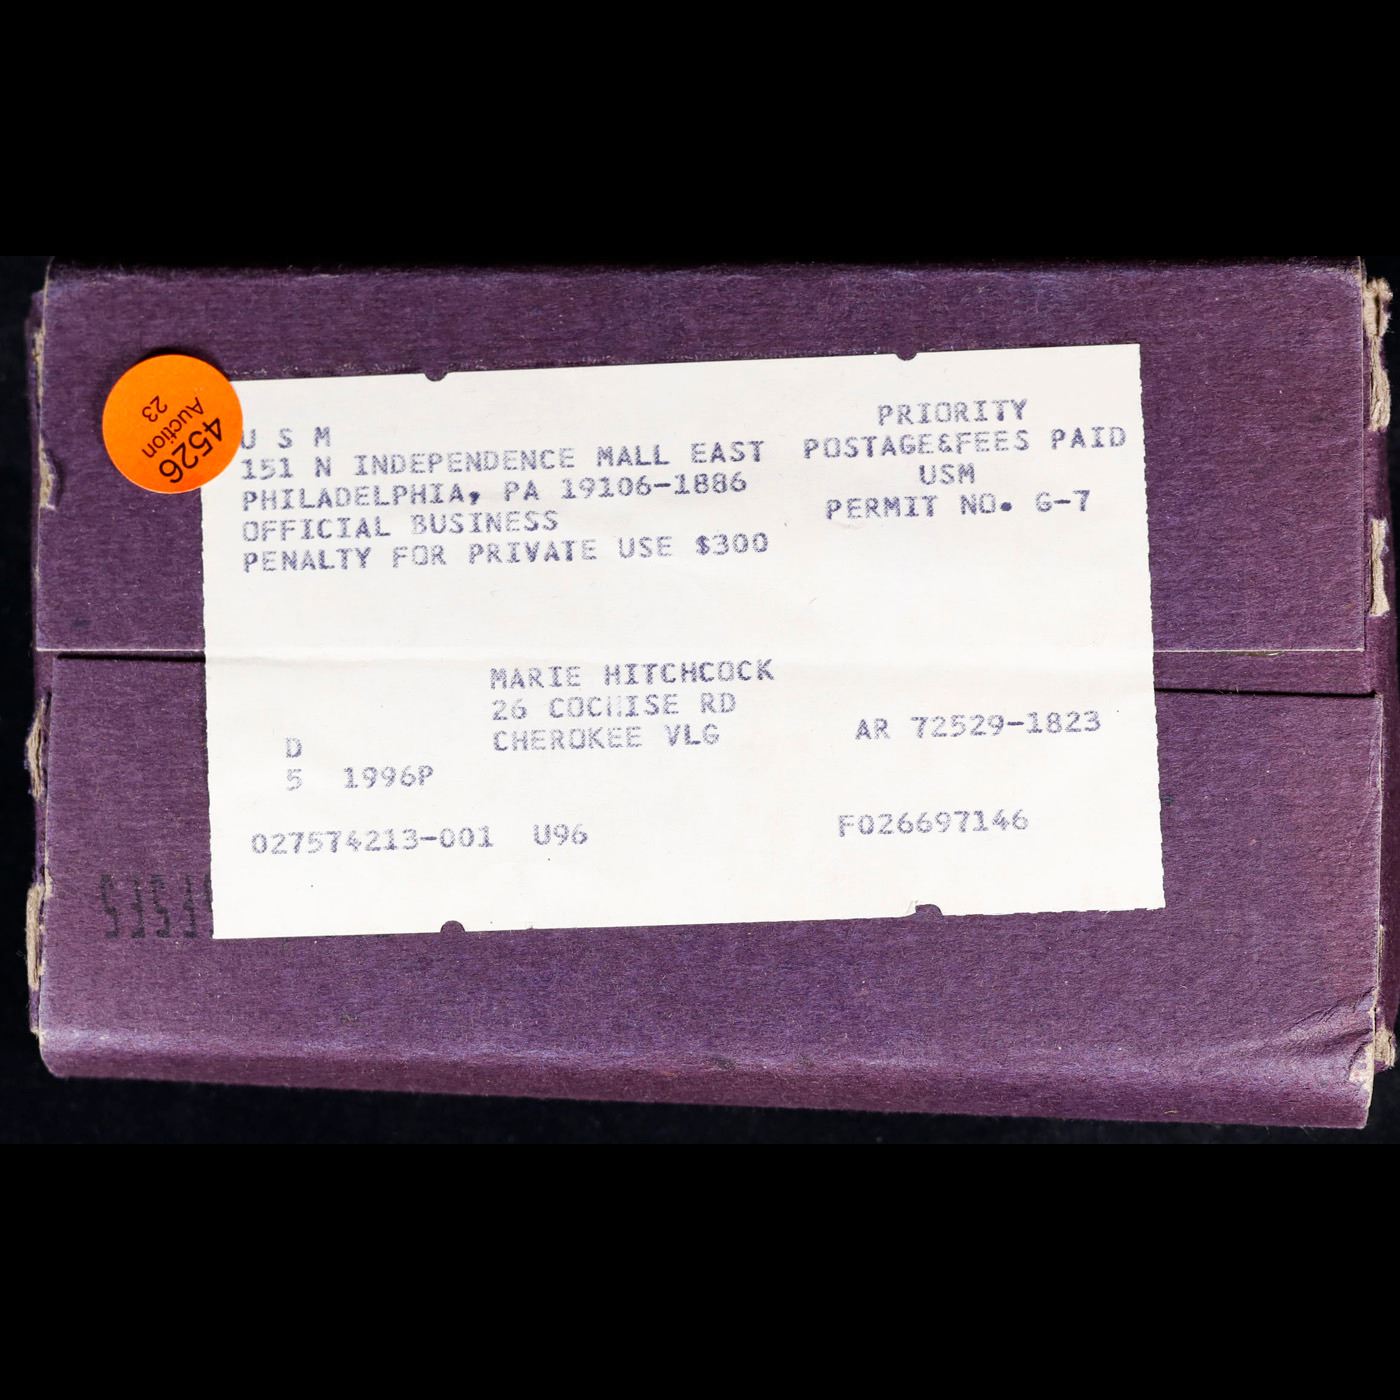 4526
Auction
23
U S M
151 N INDEPENDENCE MALL EAST
PHILADELPHIA, PA 19106-1886
OFFICIAL BUSINESS
PENALTY FOR PRIVATE USE $300
PRIORITY
POSTAGE&FEES PAID
USM
PERMIT NO. G-7
MARIE HITCHCOCK
26 COCHISE RD
CHEROKEE VLG AR 72529-1823
D
5 1996P
027574213-001 U96 F026697146